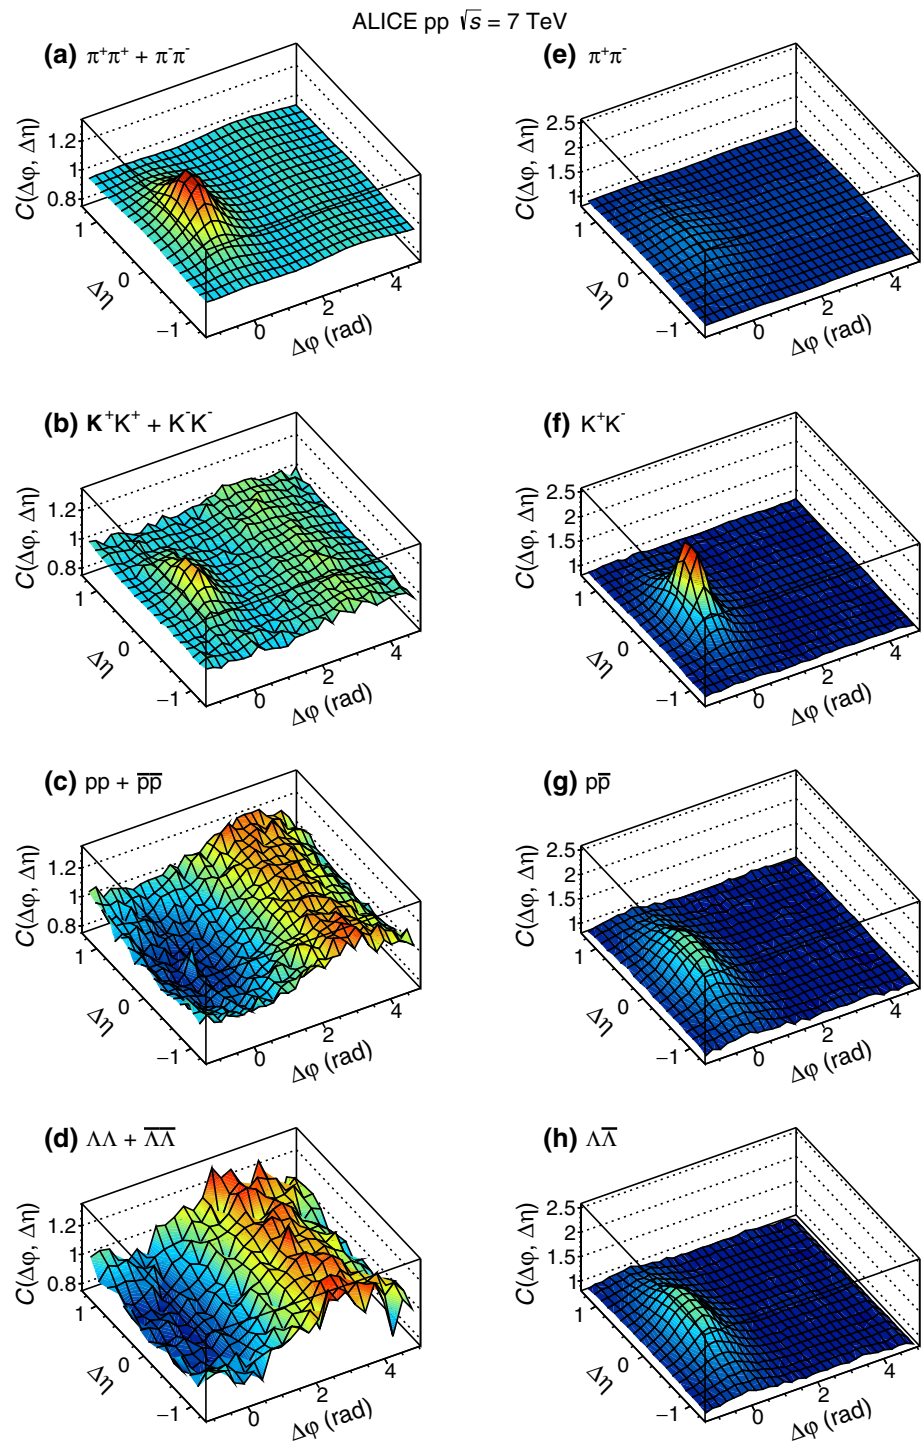 ALICE pp √s = 7 TeV
(a) π⁺π⁺ + π⁻π⁻
C(Δφ, Δη)
1.2
1
0.8
1
0
−1
Δη
0
2
4
Δφ (rad)
(e) π⁺π⁻
C(Δφ, Δη)
2.5
2
1.5
1
1
0
−1
Δη
0
2
4
Δφ (rad)
(b) K⁺K⁺ + K⁻K⁻
C(Δφ, Δη)
1.2
1
0.8
1
0
−1
Δη
0
2
4
Δφ (rad)
(f) K⁺K⁻
C(Δφ, Δη)
2.5
2
1.5
1
1
0
−1
Δη
0
2
4
Δφ (rad)
(c) pp + p̅p̅
C(Δφ, Δη)
1.2
1
0.8
1
0
−1
Δη
0
2
4
Δφ (rad)
(g) pp̅
C(Δφ, Δη)
2.5
2
1.5
1
1
0
−1
Δη
0
2
4
Δφ (rad)
(d) ΛΛ + Λ̅Λ̅
C(Δφ, Δη)
1.2
1
0.8
1
0
−1
Δη
0
2
4
Δφ (rad)
(h) ΛΛ̅
C(Δφ, Δη)
2.5
2
1.5
1
1
0
−1
Δη
0
2
4
Δφ (rad)